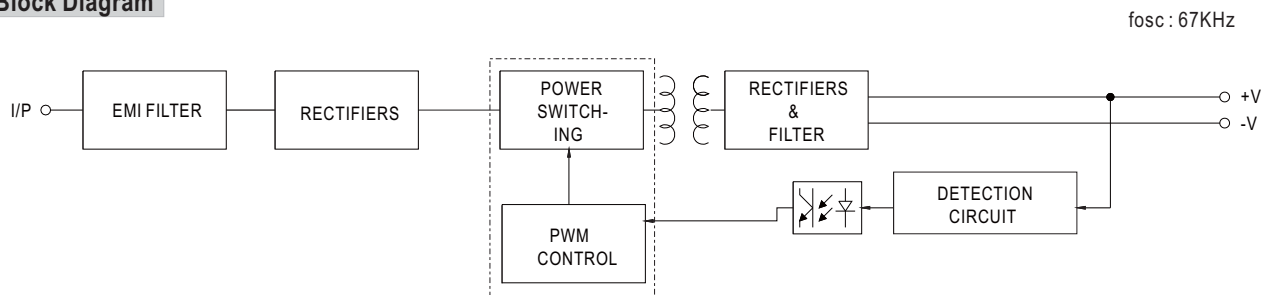 Block Diagram
fosc : 67KHz
I/P
EMI FILTER
RECTIFIERS
POWER
SWITCH-
ING
RECTIFIERS
&
FILTER
+V
-V
DETECTION
CIRCUIT
PWM
CONTROL